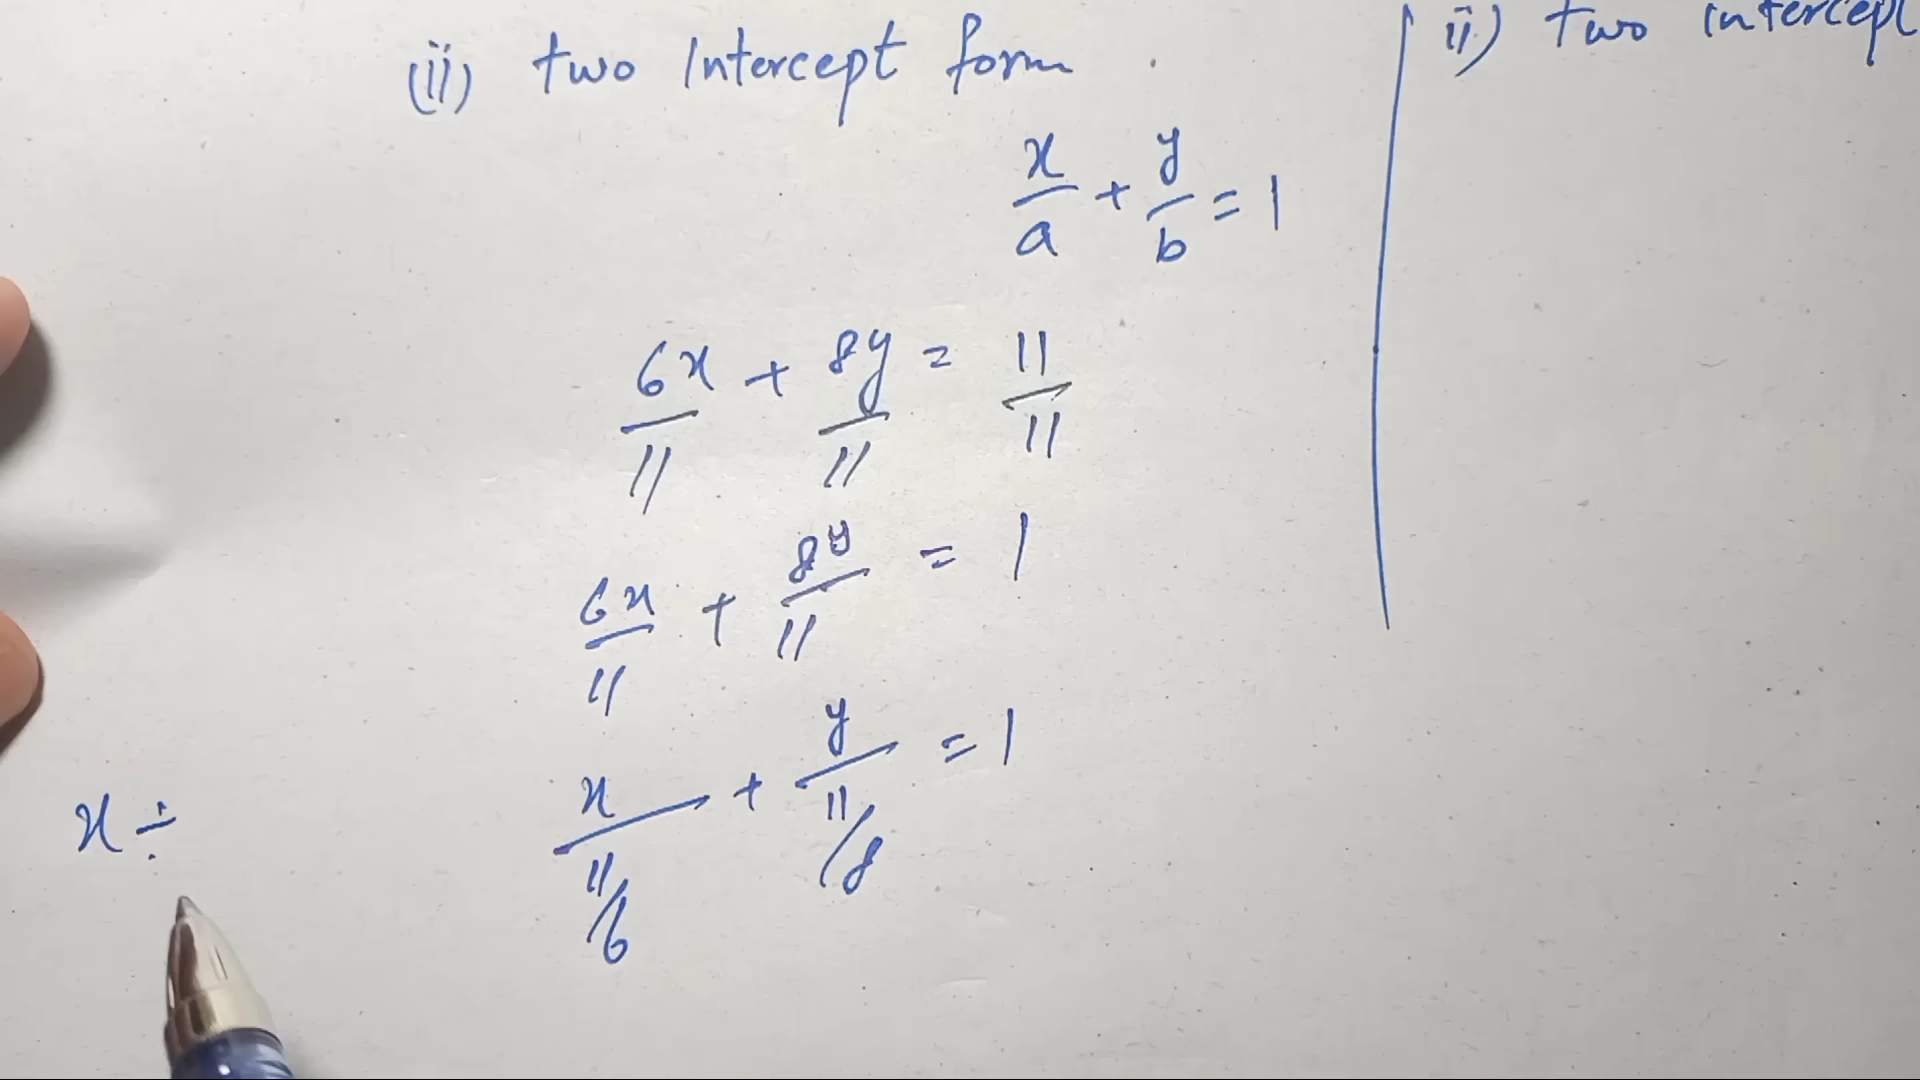 (ii) two Intercept form .
x/a + y/b = 1
6x/11 + 8y/11 = 11/11
6x/11 + 8y/11 = 1
x/11/6 + y/11/8 = 1
x ÷
ii) Two intercept